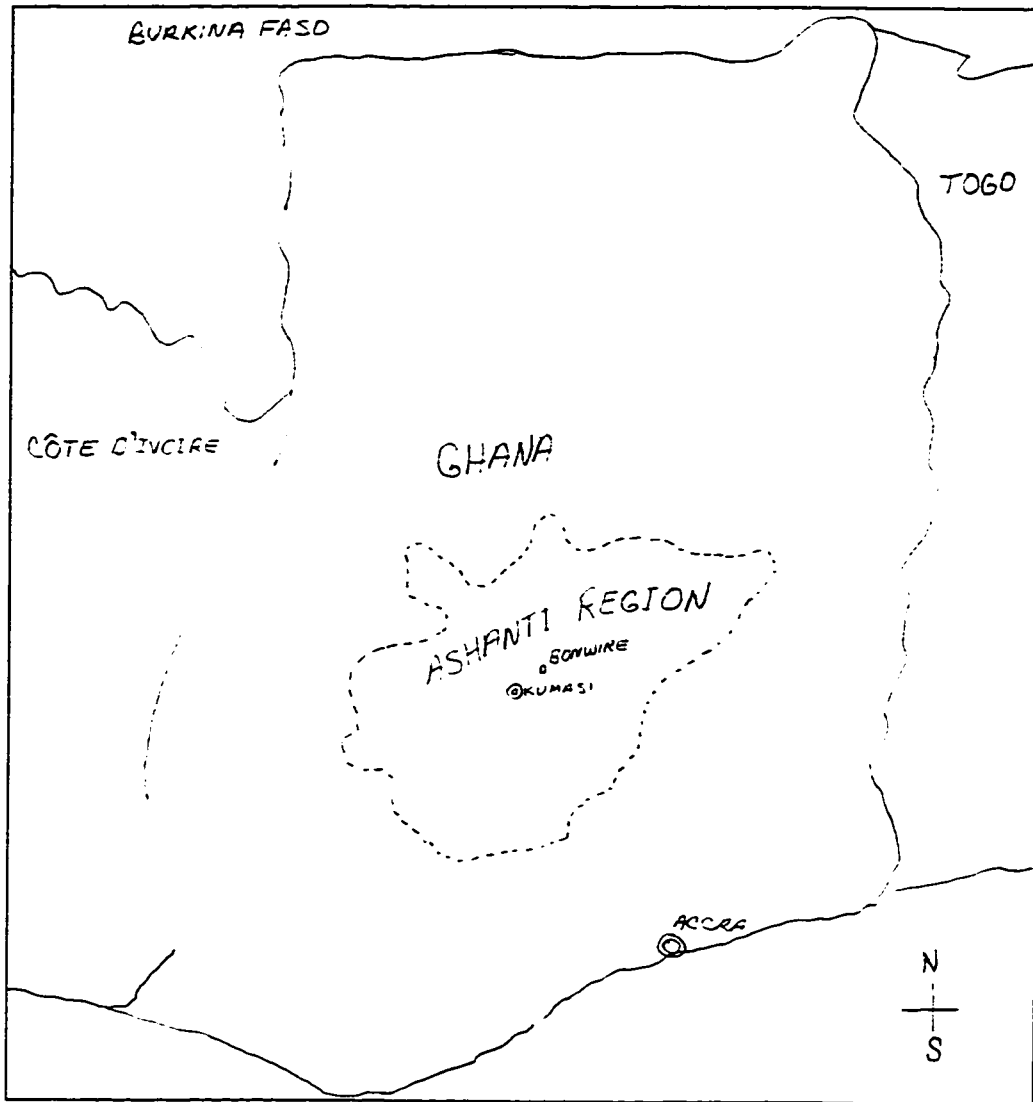 BURKINA FASO
TOGO
CÔTE D'IVOIRE
GHANA
ASHANTI REGION
BONWIRE
KUMASI
ACCRA
N
S